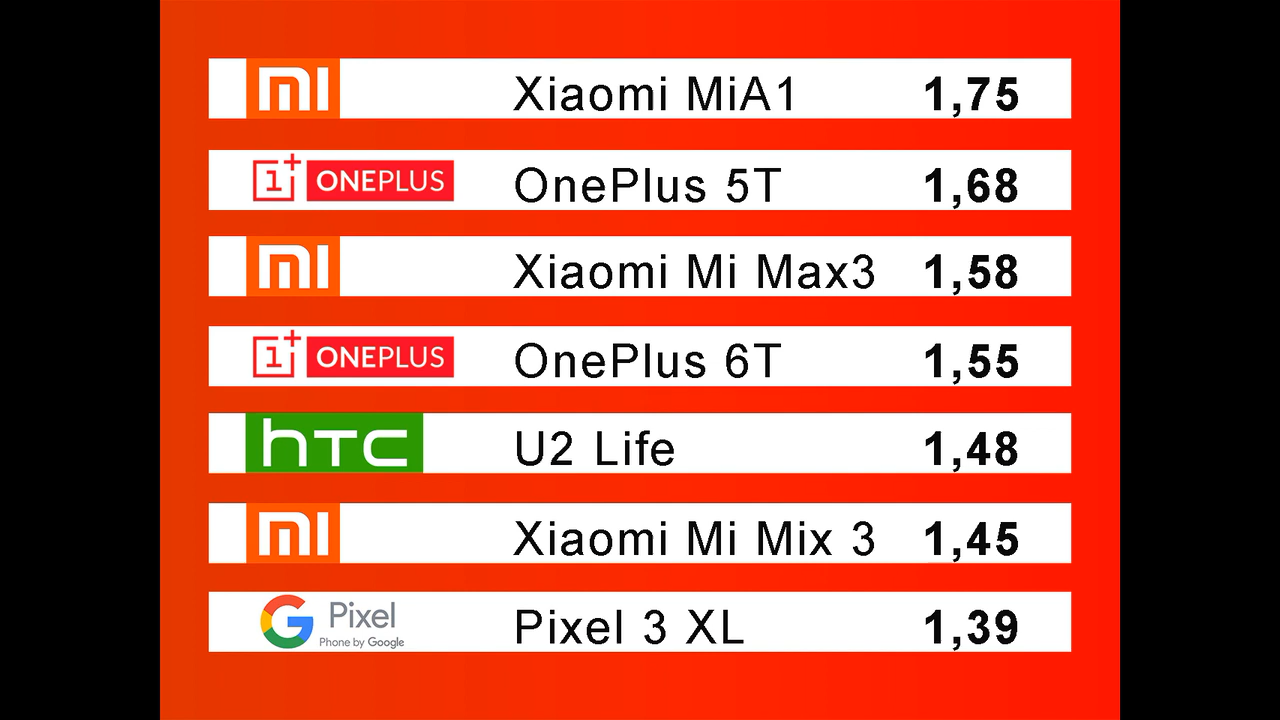 mi Xiaomi MiA1 1,75
1+ ONEPLUS OnePlus 5T 1,68
mi Xiaomi Mi Max3 1,58
1+ ONEPLUS OnePlus 6T 1,55
hTC U2 Life 1,48
mi Xiaomi Mi Mix 3 1,45
G Pixel Phone by Google Pixel 3 XL 1,39